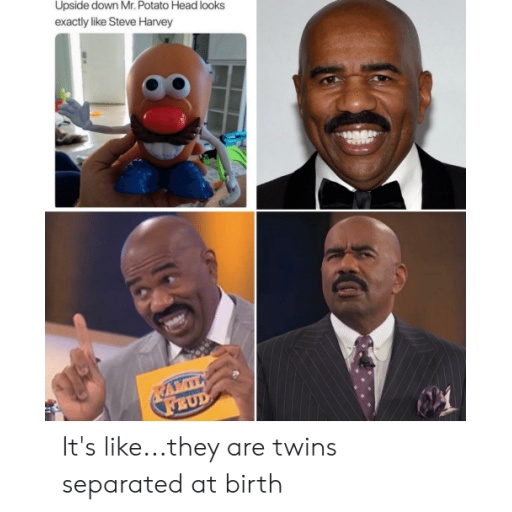 Upside down Mr. Potato Head looks
exactly like Steve Harvey
FAMILY
FEUD
It's like...they are twins
separated at birth